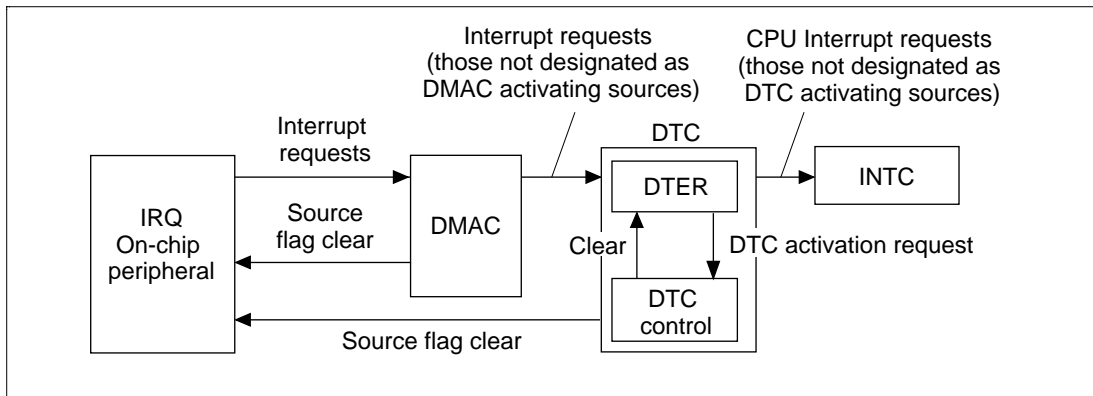 Interrupt requests
(those not designated as
DMAC activating sources)
CPU Interrupt requests
(those not designated as
DTC activating sources)
Interrupt
requests
DTC
IRQ
On-chip
peripheral
Source
flag clear
DMAC
DTER
INTC
Clear
DTC activation request
DTC
control
Source flag clear